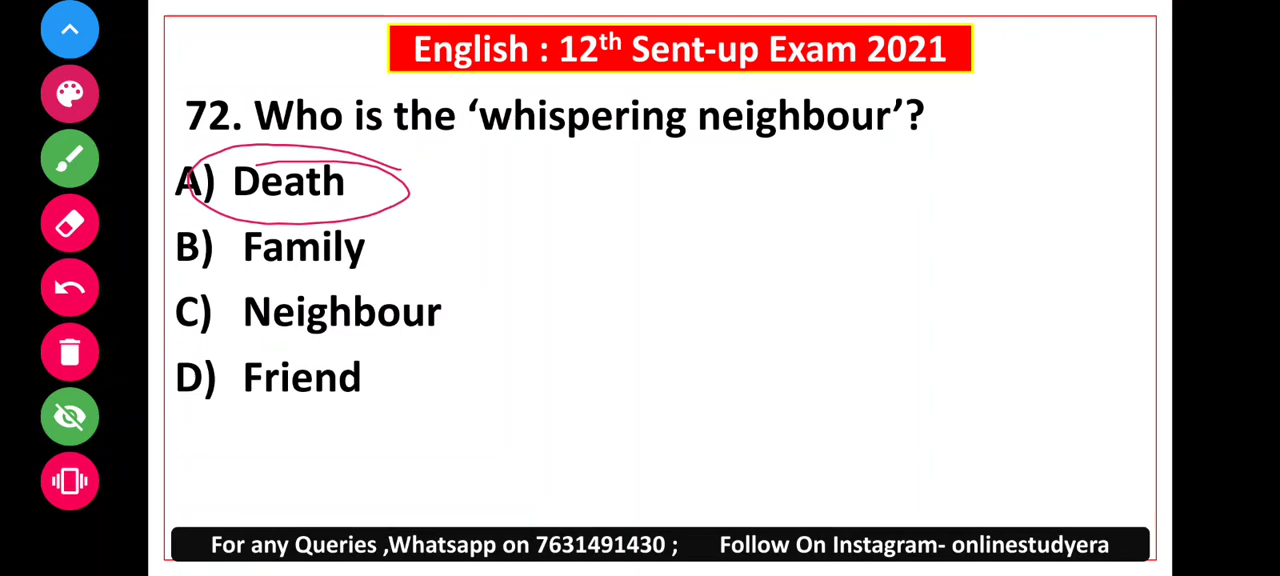 English : 12th Sent-up Exam 2021
72. Who is the ‘whispering neighbour’?
A) Death
B) Family
C) Neighbour
D) Friend
For any Queries ,Whatsapp on 7631491430 ; Follow On Instagram- onlinestudyera